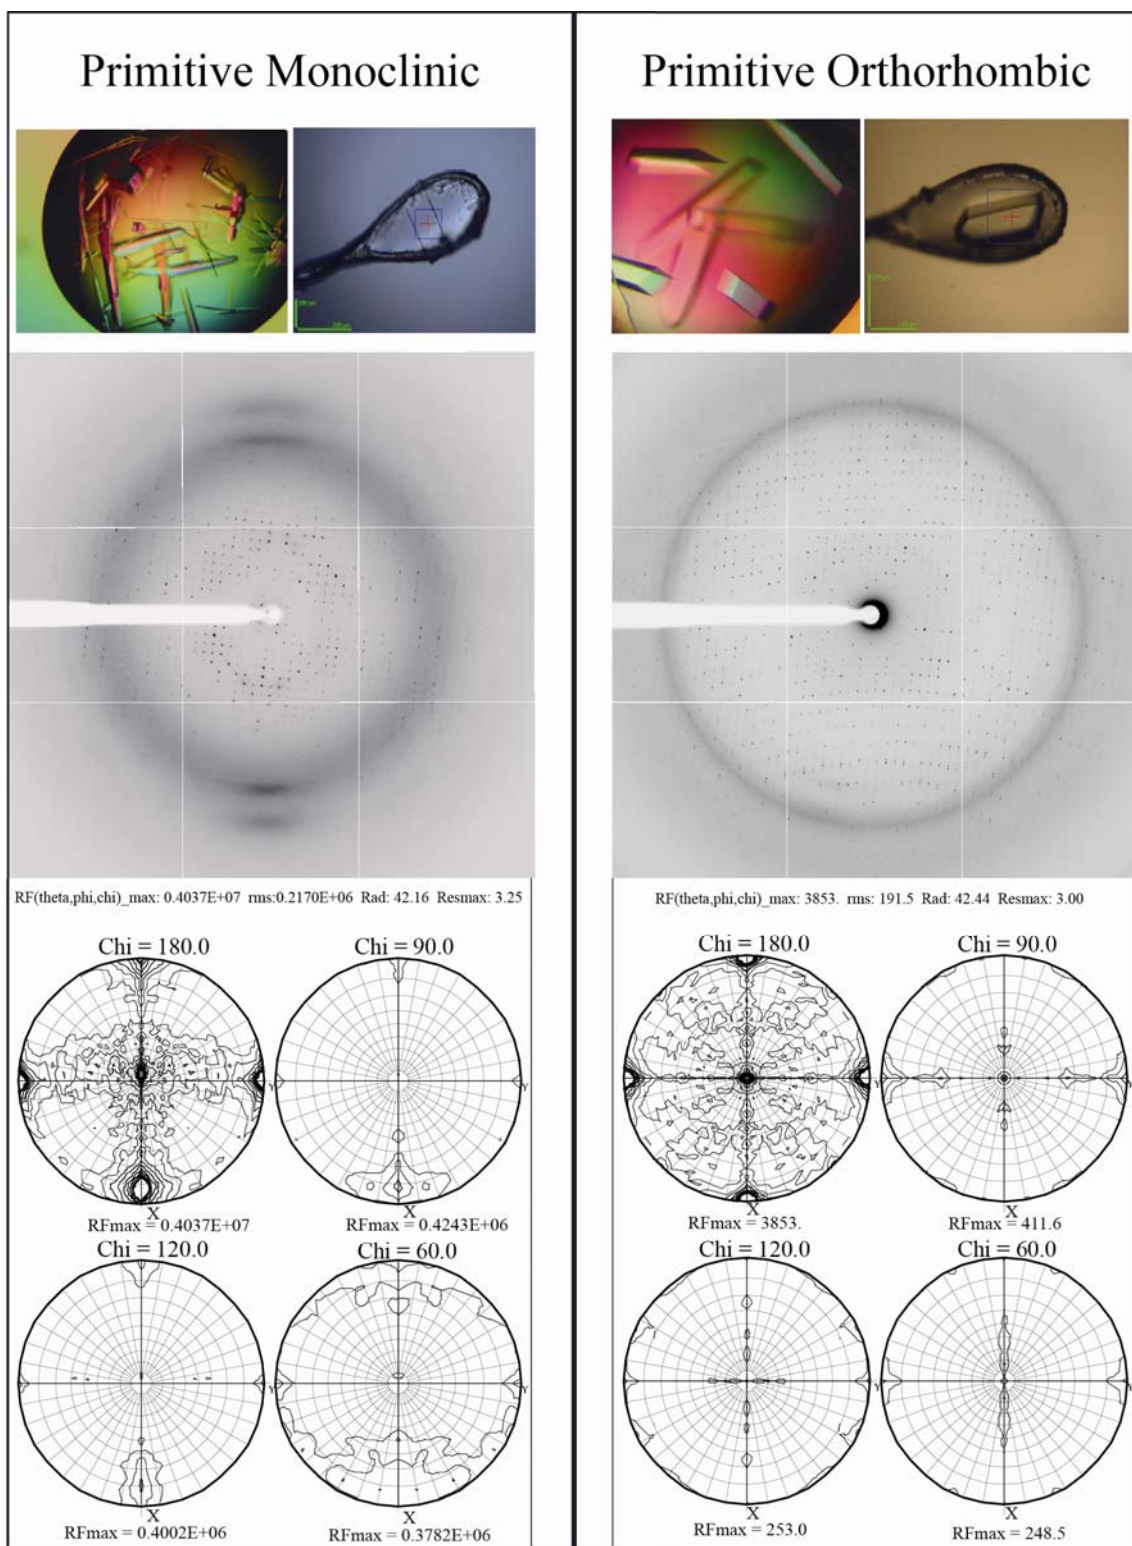 Primitive Monoclinic
RF(theta,phi,chi)_max: 0.4037E+07 rms:0.2170E+06 Rad: 42.16 Resmax: 3.25
Chi = 180.0
Chi = 90.0
Y
Y
X
X
RFmax = 0.4037E+07
RFmax = 0.4243E+06
Chi = 120.0
Chi = 60.0
Y
Y
X
X
RFmax = 0.4002E+06
RFmax = 0.3782E+06
Primitive Orthorhombic
RF(theta,phi,chi)_max: 3853. rms: 191.5 Rad: 42.44 Resmax: 3.00
Chi = 180.0
Chi = 90.0
Y
Y
X
X
RFmax = 3853.
RFmax = 411.6
Chi = 120.0
Chi = 60.0
Y
Y
X
X
RFmax = 253.0
RFmax = 248.5